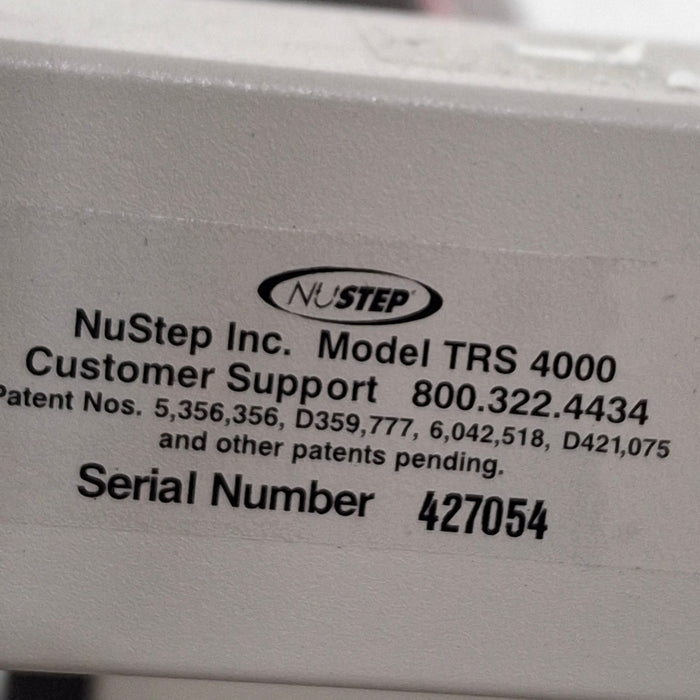 NUSTEP
NuStep Inc. Model TRS 4000
Customer Support 800.322.4434
Patent Nos. 5,356,356, D359,777, 6,042,518, D421,075
and other patents pending.
Serial Number 427054